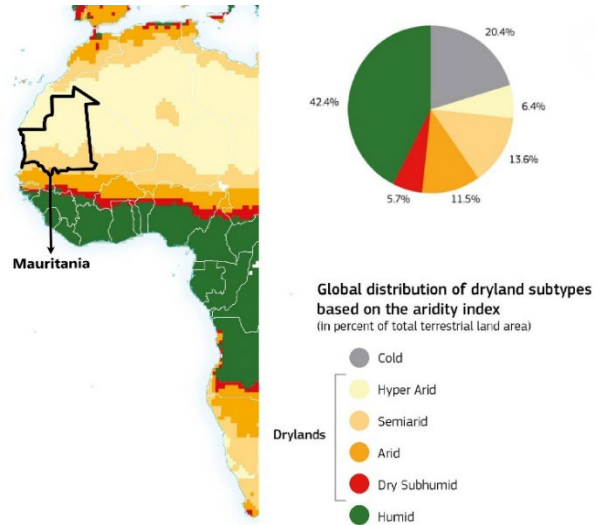 Mauritania
20.4%
6.4%
13.6%
11.5%
5.7%
42.4%
Global distribution of dryland subtypes
based on the aridity index
(in percent of total terrestrial land area)
Cold
Drylands
Hyper Arid
Semiarid
Arid
Dry Subhumid
Humid